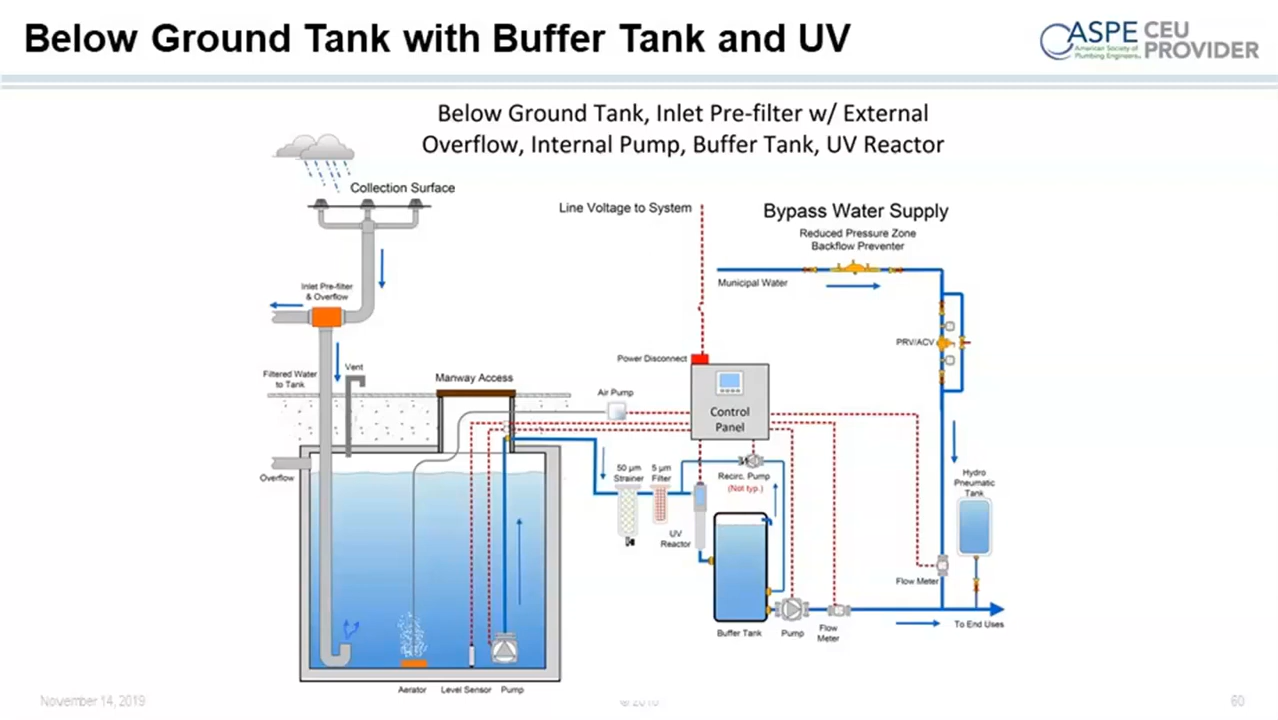 Below Ground Tank with Buffer Tank and UV
ASPE
American Society of
Plumbing Engineers
CEU
PROVIDER
Below Ground Tank, Inlet Pre-filter w/ External
Overflow, Internal Pump, Buffer Tank, UV Reactor
Collection Surface
Line Voltage to System
Bypass Water Supply
Reduced Pressure Zone
Backflow Preventer
Municipal Water
Inlet Pre-filter
& Overflow
PRV/ACV
Power Disconnect
Filtered Water
to Tank
Vent
Manway Access
Air Pump
Control
Panel
Overflow
50 µm
Strainer
5 µm
Filter
Recirc. Pump
(Not typ.)
Hydro
Pneumatic
Tank
UV
Reactor
Flow Meter
Buffer Tank
Pump
Flow
Meter
To End Uses
Aerator
Level Sensor
Pump
November 14, 2019
60